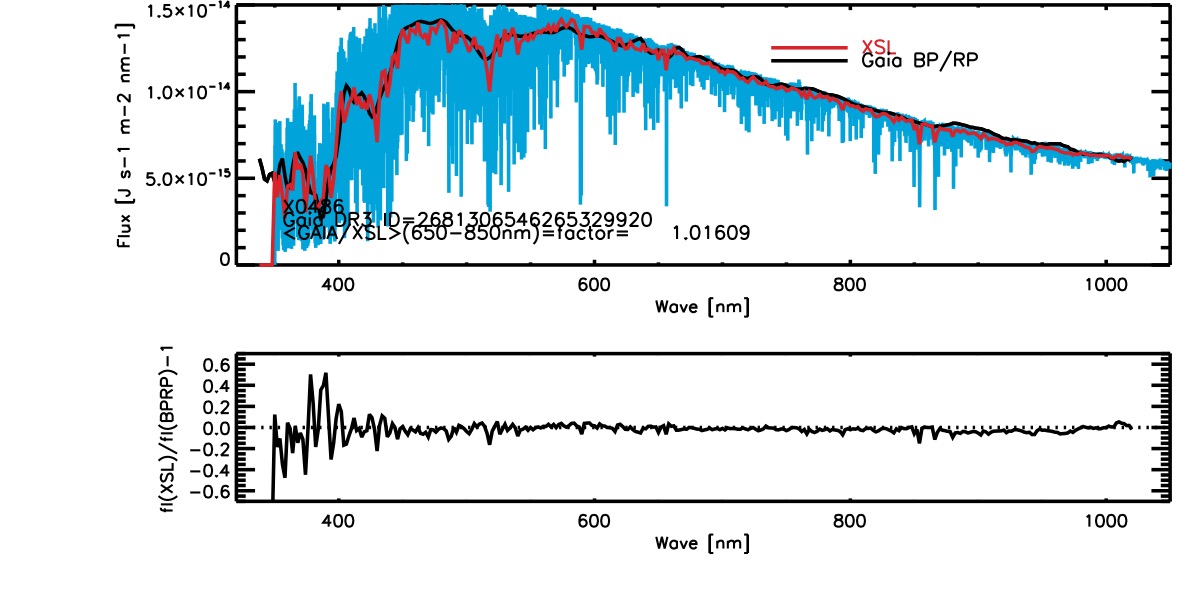 1.5×10−14
1.0×10−14
5.0×10−15
0
Flux [J s−1 m−2 nm−1]
XSL
Gaia BP/RP
X0486
Gaia DR3 ID=2681306546265329920
<GAIA/XSL>(650−850nm)=factor= 1.01609
400 600 800 1000
Wave [nm]
fl(XSL)/fl(BPRP)−1
0.6
0.4
0.2
0.0
−0.2
−0.4
−0.6
400 600 800 1000
Wave [nm]